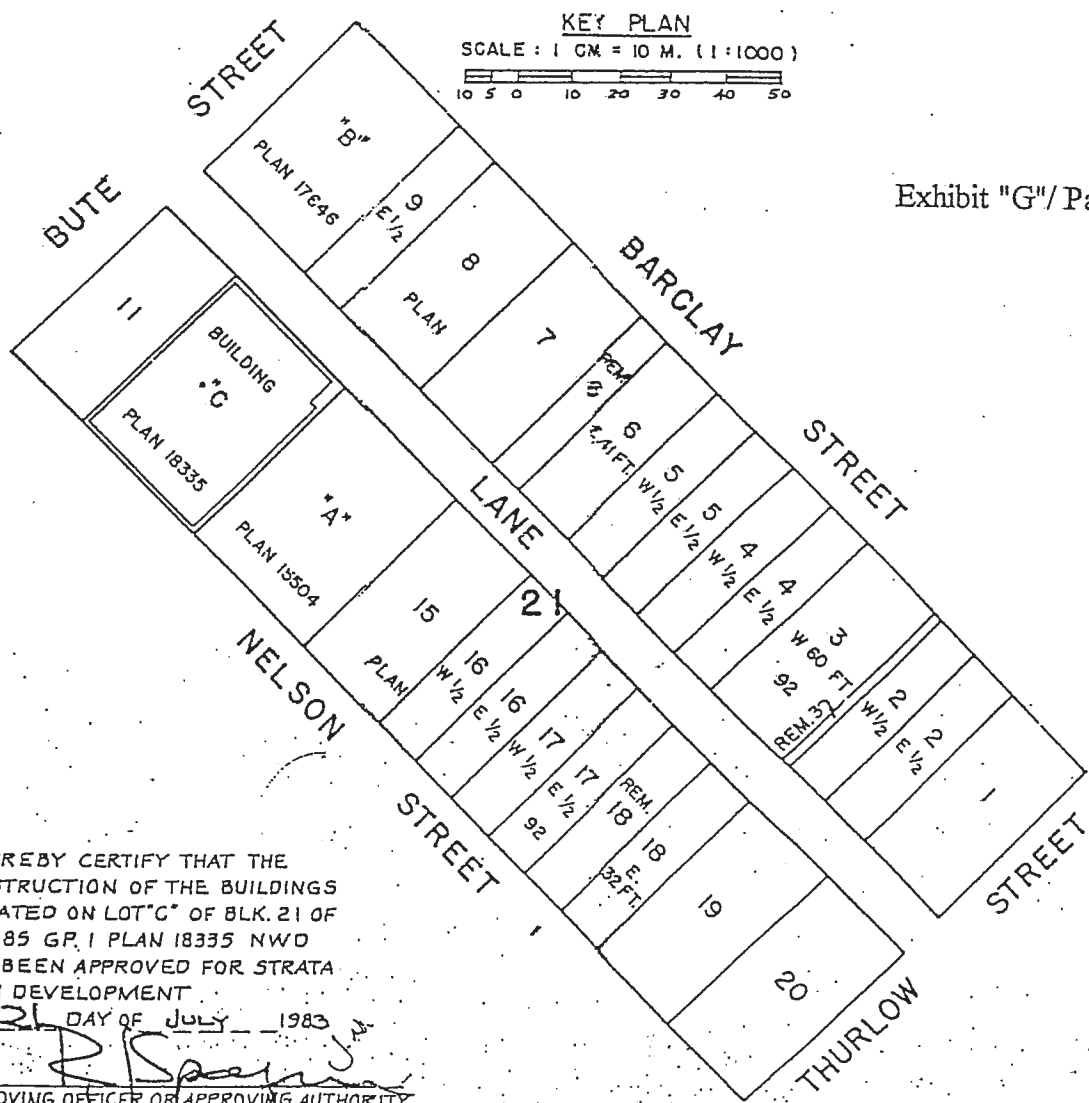 KEY PLAN
SCALE : 1 CM = 10 M. (1:1000)
10 5 0 10 20 30 40 50
Exhibit "G"/ Pa
STREET
BUTE
"B"
PLAN 17646
9
E 1/2
8
PLAN
7
REM.
6
E. 41 FT.
5
W 1/2
5
E 1/2
4
W 1/2
4
E 1/2
3
W 60 FT
92
REM. 3
2
W 1/2
2
E 1/2
1
BARCLAY
STREET
LANE
21
11
BUILDING
"C"
PLAN 18335
"A"
PLAN 15504
15
PLAN
16
W 1/2
16
E 1/2
17
W 1/2
17
E 1/2
92
REM.
18
18
E.
32 FT.
19
20
NELSON
STREET
STREET
THURLOW
EREBY CERTIFY THAT THE
STRUCTION OF THE BUILDINGS
ATED ON LOT "C" OF BLK. 21 OF
85 GP. 1 PLAN 18335 NWD
BEEN APPROVED FOR STRATA
DEVELOPMENT
DAY OF JULY 1983
OVING OFFICER OR APPROVING AUTHORITY